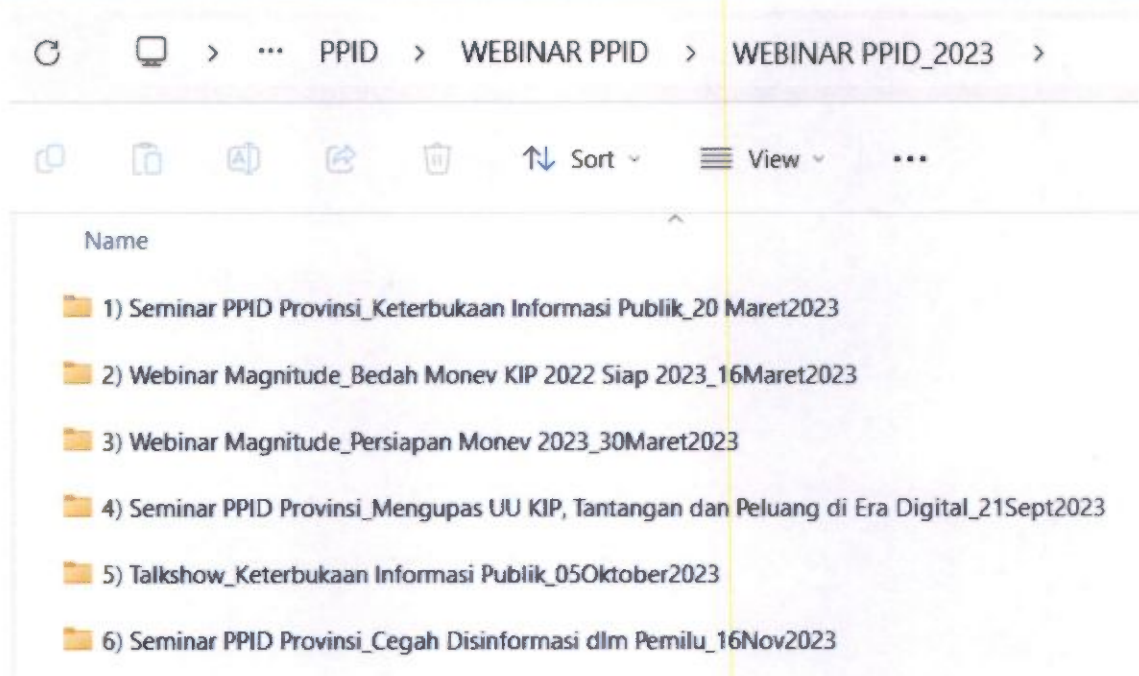 > ••• PPID > WEBINAR PPID > WEBINAR PPID_2023 >
Sort View •••
Name
1) Seminar PPID Provinsi_Keterbukaan Informasi Publik_20 Maret2023
2) Webinar Magnitude_Bedah Monev KIP 2022 Siap 2023_16Maret2023
3) Webinar Magnitude_Persiapan Monev 2023_30Maret2023
4) Seminar PPID Provinsi_Mengupas UU KIP, Tantangan dan Peluang di Era Digital_21Sept2023
5) Talkshow_Keterbukaan Informasi Publik_05Oktober2023
6) Seminar PPID Provinsi_Cegah Disinformasi dlm Pemilu_16Nov2023